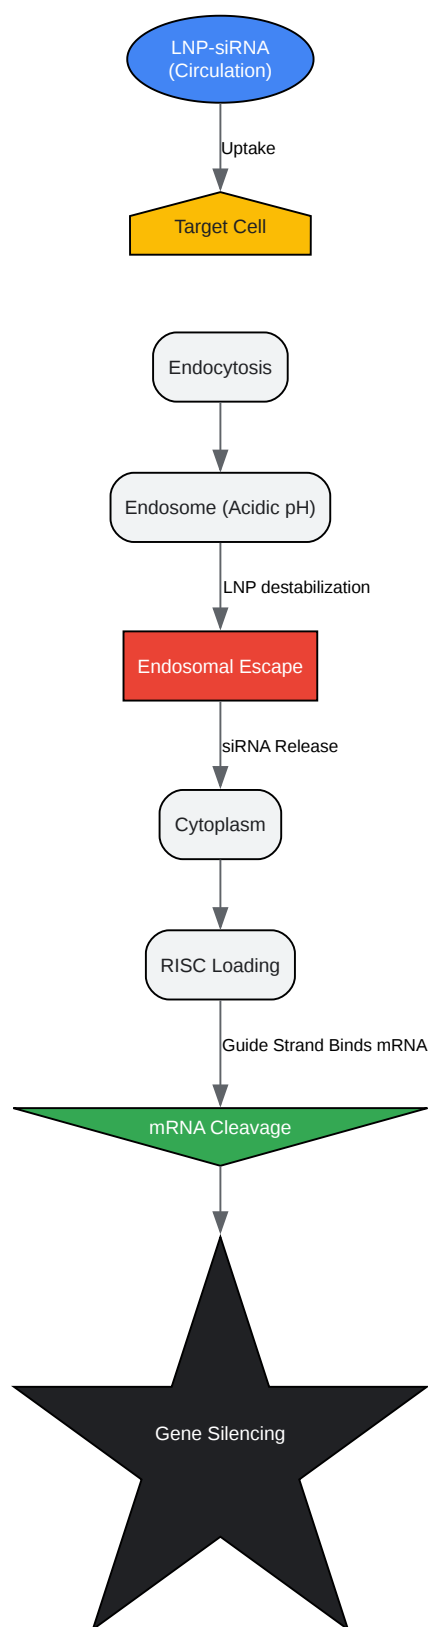 LNP-siRNA
(Circulation)
Uptake
Target Cell
Endocytosis
Endosome (Acidic pH)
LNP destabilization
Endosomal Escape
siRNA Release
Cytoplasm
RISC Loading
Guide Strand Binds mRNA
mRNA Cleavage
Gene Silencing